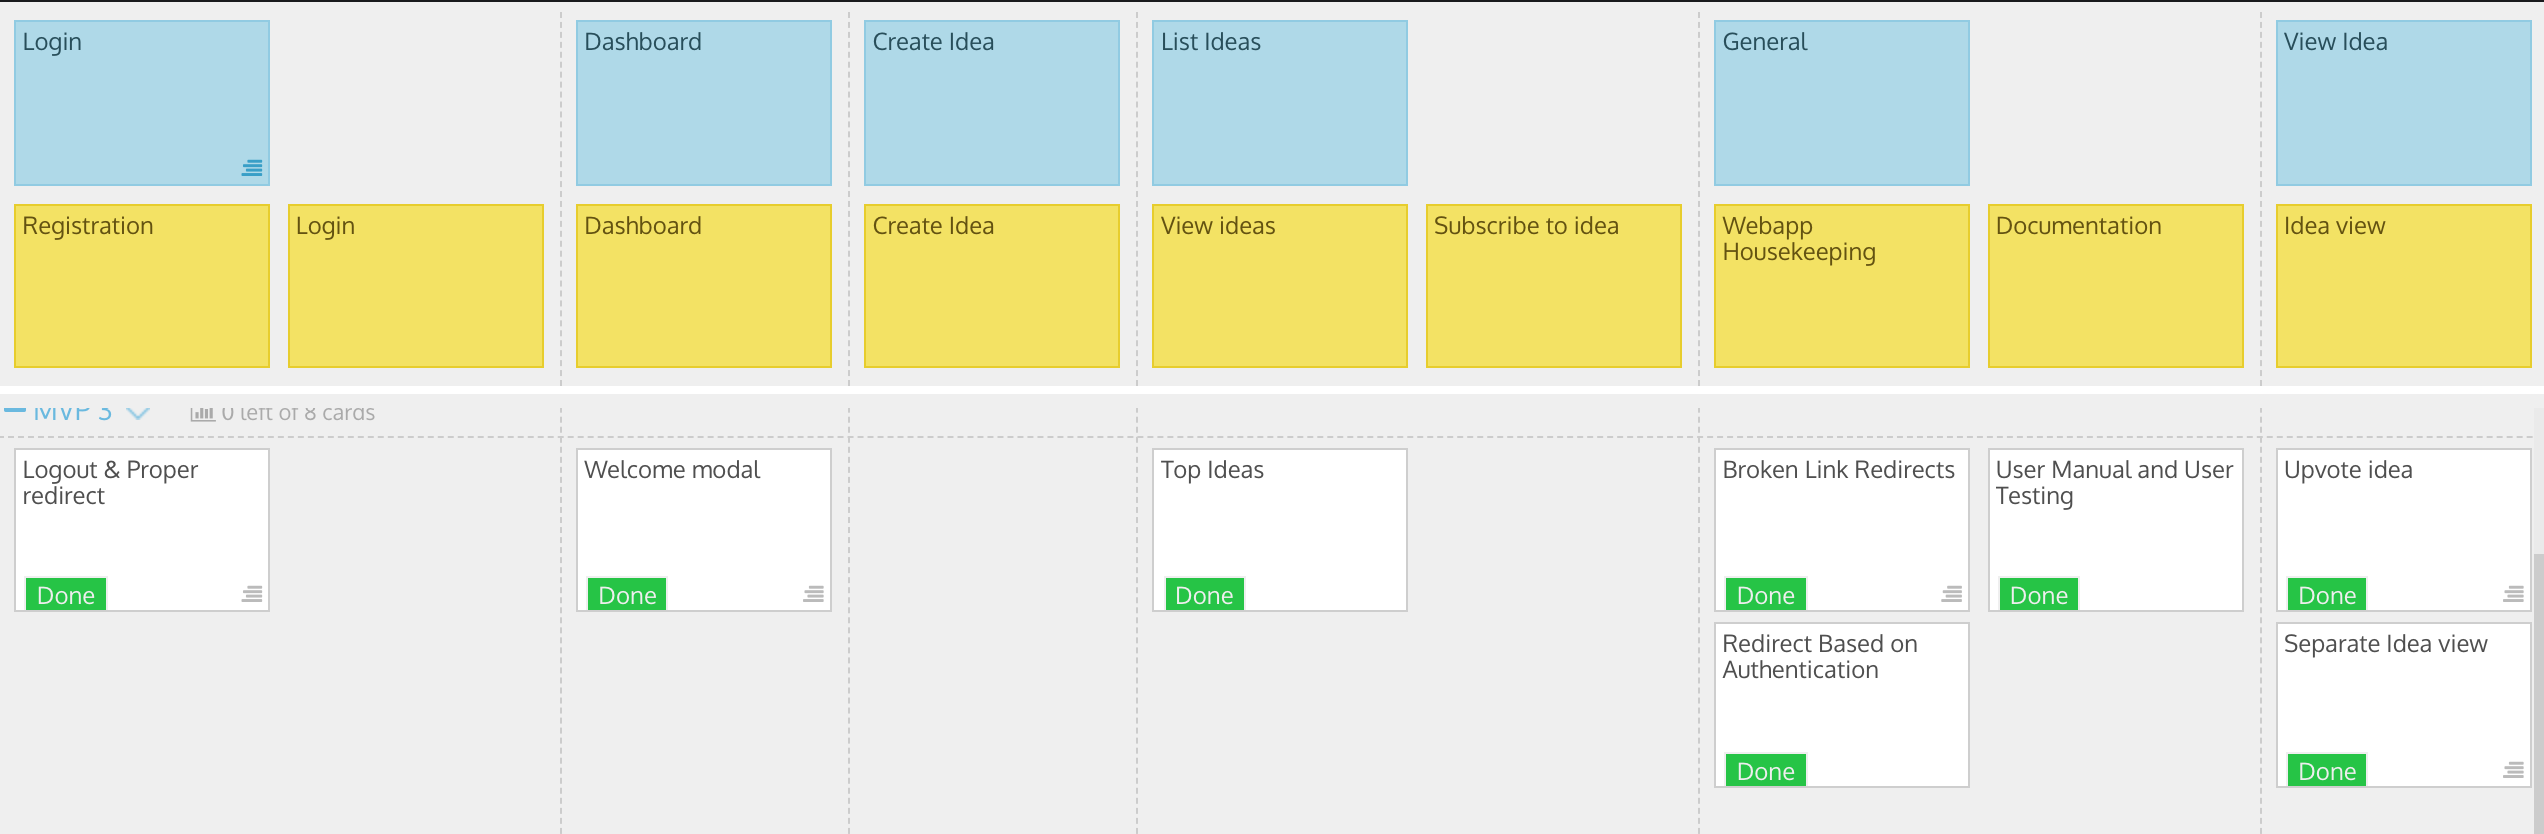 Login
Dashboard
Create Idea
List Ideas
General
View Idea
Registration
Login
Dashboard
Create Idea
View ideas
Subscribe to idea
Webapp
Housekeeping
Documentation
Idea view
MVP 3
0 left of 8 cards
Logout & Proper
redirect
Done
Welcome modal
Done
Top Ideas
Done
Broken Link Redirects
Done
User Manual and User
Testing
Done
Upvote idea
Done
Redirect Based on
Authentication
Done
Separate Idea view
Done